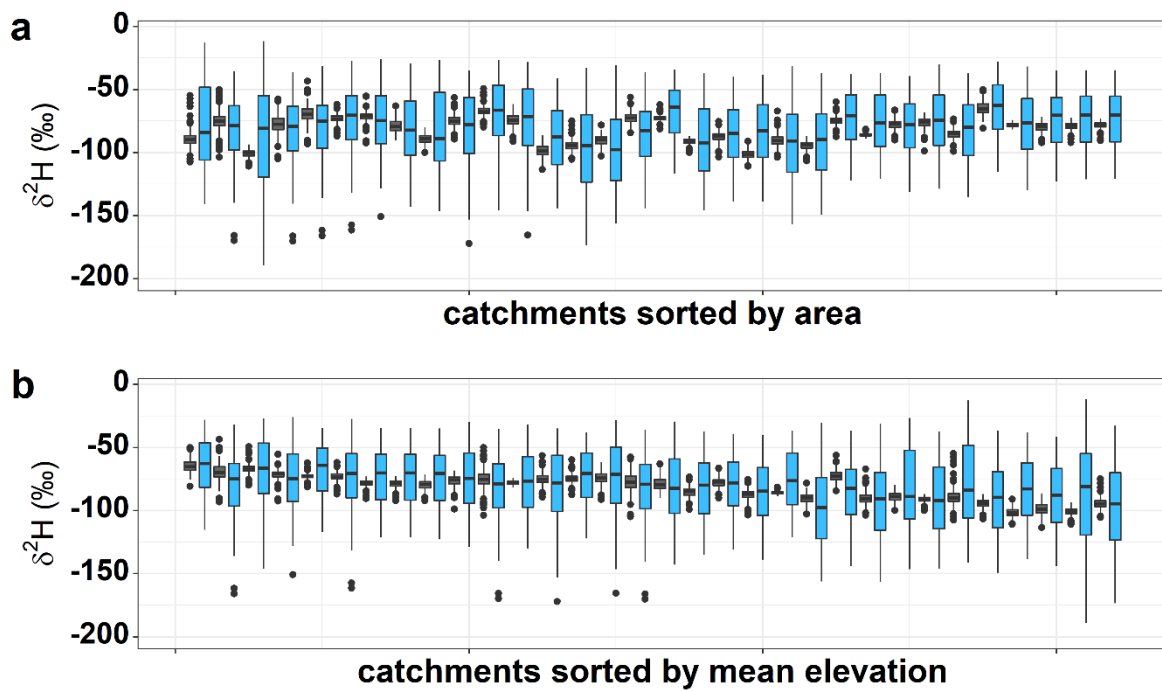 a
0
-50
-100
-150
-200
δ²H (‰)
catchments sorted by area
b
0
-50
-100
-150
-200
δ²H (‰)
catchments sorted by mean elevation